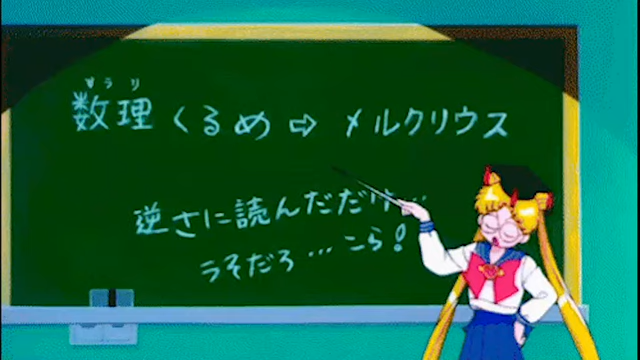 すうり
数理くるめ⇨メルクリウス
逆さに読んだだけ…
うそだろ…こら!